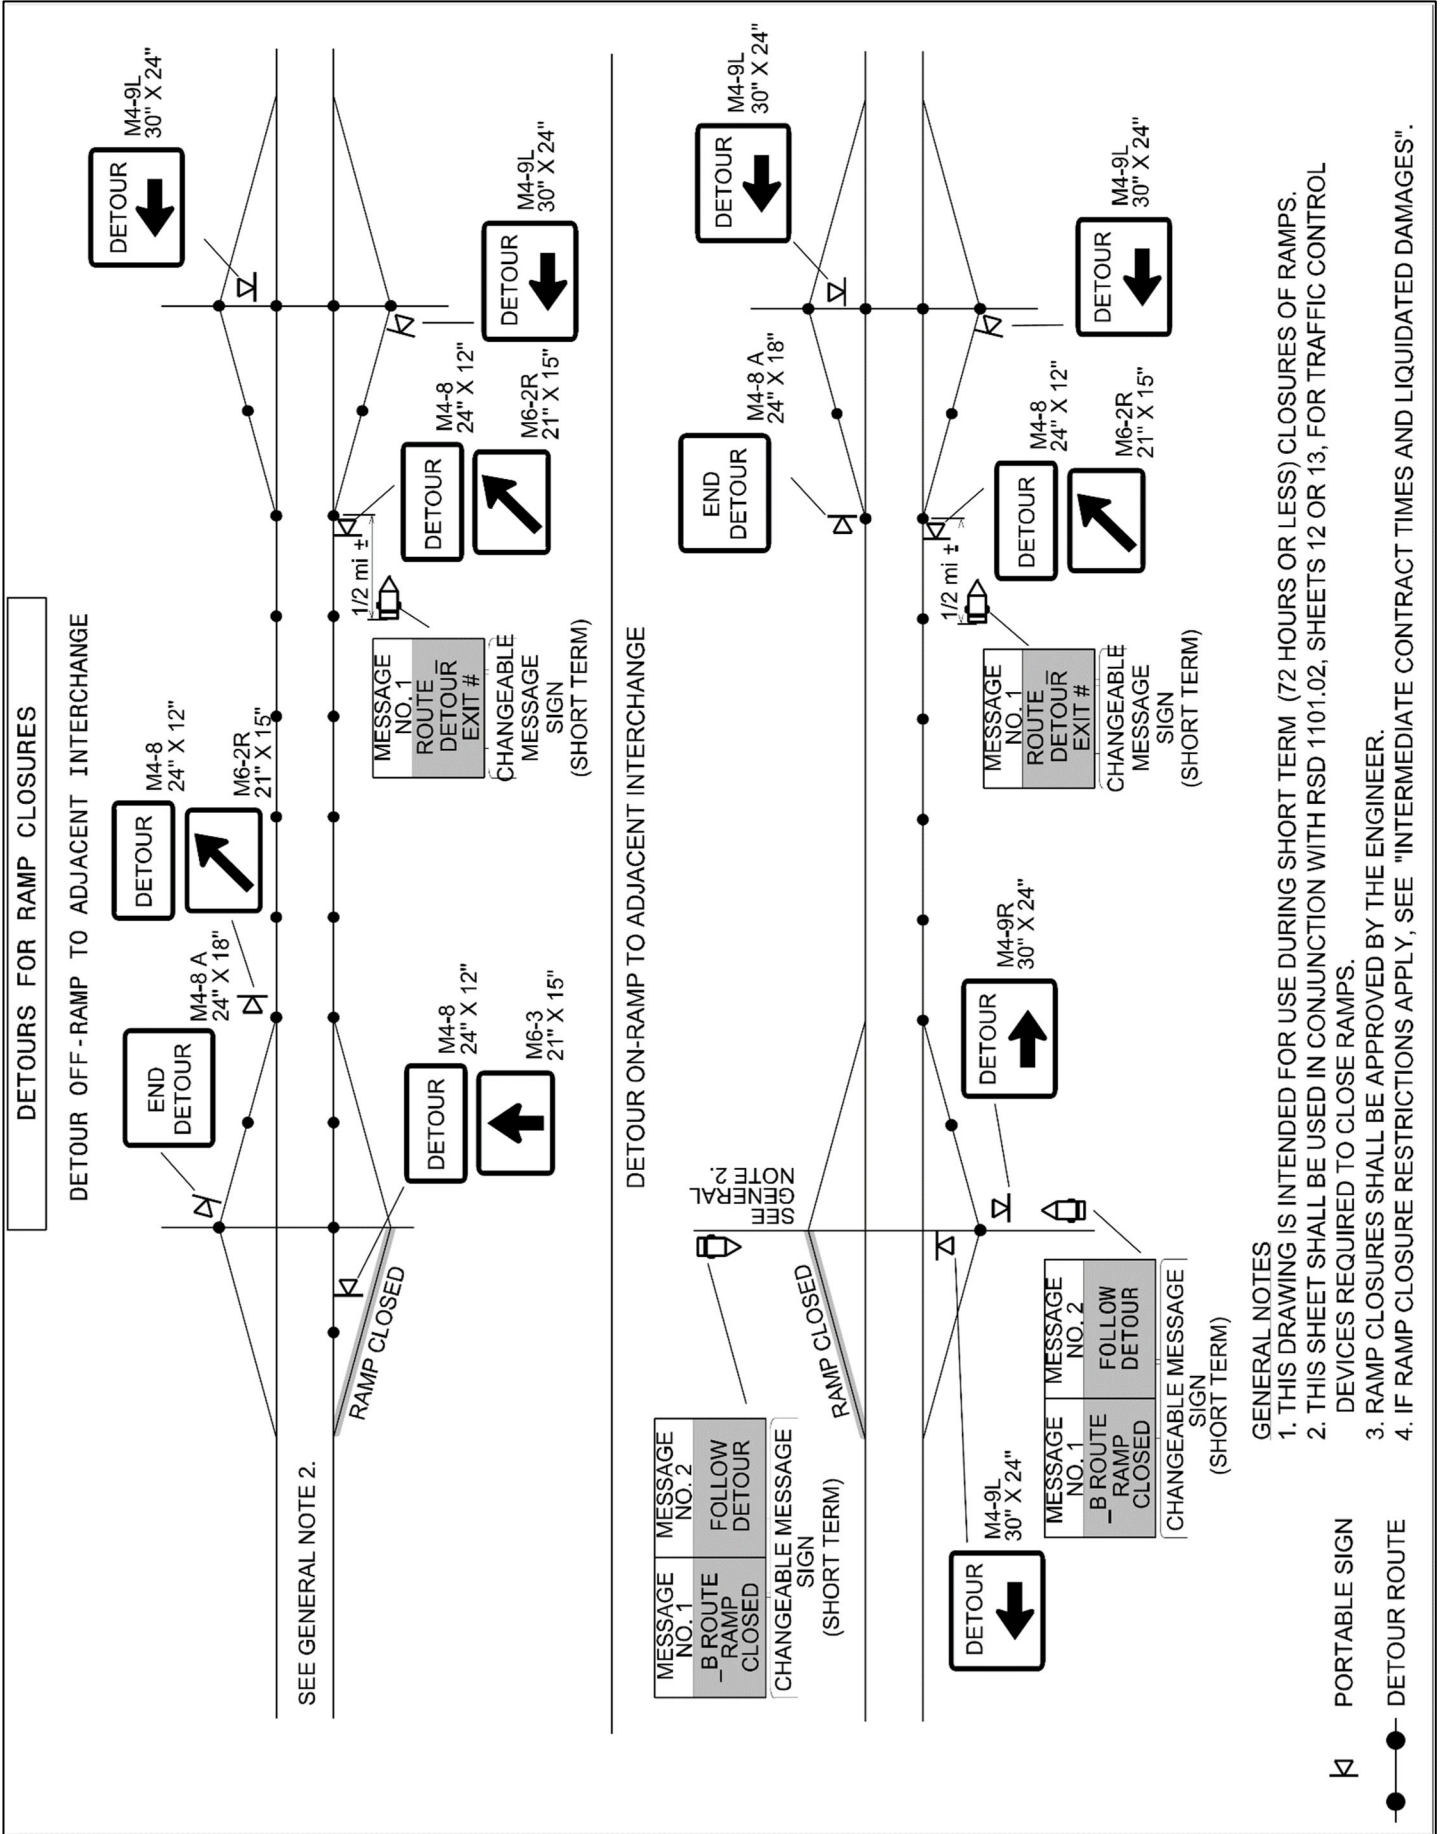 DETOURS FOR RAMP CLOSURES
DETOUR OFF-RAMP TO ADJACENT INTERCHANGE
END
DETOUR
M4-8 A
24" X 18"
DETOUR
M4-8
24" X 12"
M6-2R
21" X 15"
DETOUR
M4-9L
30" X 24"
SEE GENERAL NOTE 2.
RAMP CLOSED
DETOUR
M4-8
24" X 12"
M6-3
21" X 15"
MESSAGE
NO. 1
ROUTE _
DETOUR
EXIT #
CHANGEABLE
MESSAGE
SIGN
(SHORT TERM)
1/2 mi ±
DETOUR
M4-8
24" X 12"
M6-2R
21" X 15"
DETOUR
M4-9L
30" X 24"
DETOUR ON-RAMP TO ADJACENT INTERCHANGE
MESSAGE
NO. 1
_B ROUTE
RAMP
CLOSED
MESSAGE
NO. 2
FOLLOW
DETOUR
CHANGEABLE MESSAGE
SIGN
(SHORT TERM)
SEE
GENERAL
NOTE 2.
RAMP CLOSED
END
DETOUR
M4-8 A
24" X 18"
DETOUR
M4-9L
30" X 24"
DETOUR
M4-9L
30" X 24"
MESSAGE
NO. 1
_B ROUTE
RAMP
CLOSED
MESSAGE
NO. 2
FOLLOW
DETOUR
CHANGEABLE MESSAGE
SIGN
(SHORT TERM)
DETOUR
M4-9R
30" X 24"
MESSAGE
NO. 1
ROUTE _
DETOUR
EXIT #
CHANGEABLE
MESSAGE
SIGN
(SHORT TERM)
1/2 mi ±
DETOUR
M4-8
24" X 12"
M6-2R
21" X 15"
DETOUR
M4-9L
30" X 24"
PORTABLE SIGN
DETOUR ROUTE
GENERAL NOTES
1. THIS DRAWING IS INTENDED FOR USE DURING SHORT TERM (72 HOURS OR LESS) CLOSURES OF RAMPS.
2. THIS SHEET SHALL BE USED IN CONJUNCTION WITH RSD 1101.02, SHEETS 12 OR 13, FOR TRAFFIC CONTROL
DEVICES REQUIRED TO CLOSE RAMPS.
3. RAMP CLOSURES SHALL BE APPROVED BY THE ENGINEER.
4. IF RAMP CLOSURE RESTRICTIONS APPLY, SEE "INTERMEDIATE CONTRACT TIMES AND LIQUIDATED DAMAGES".